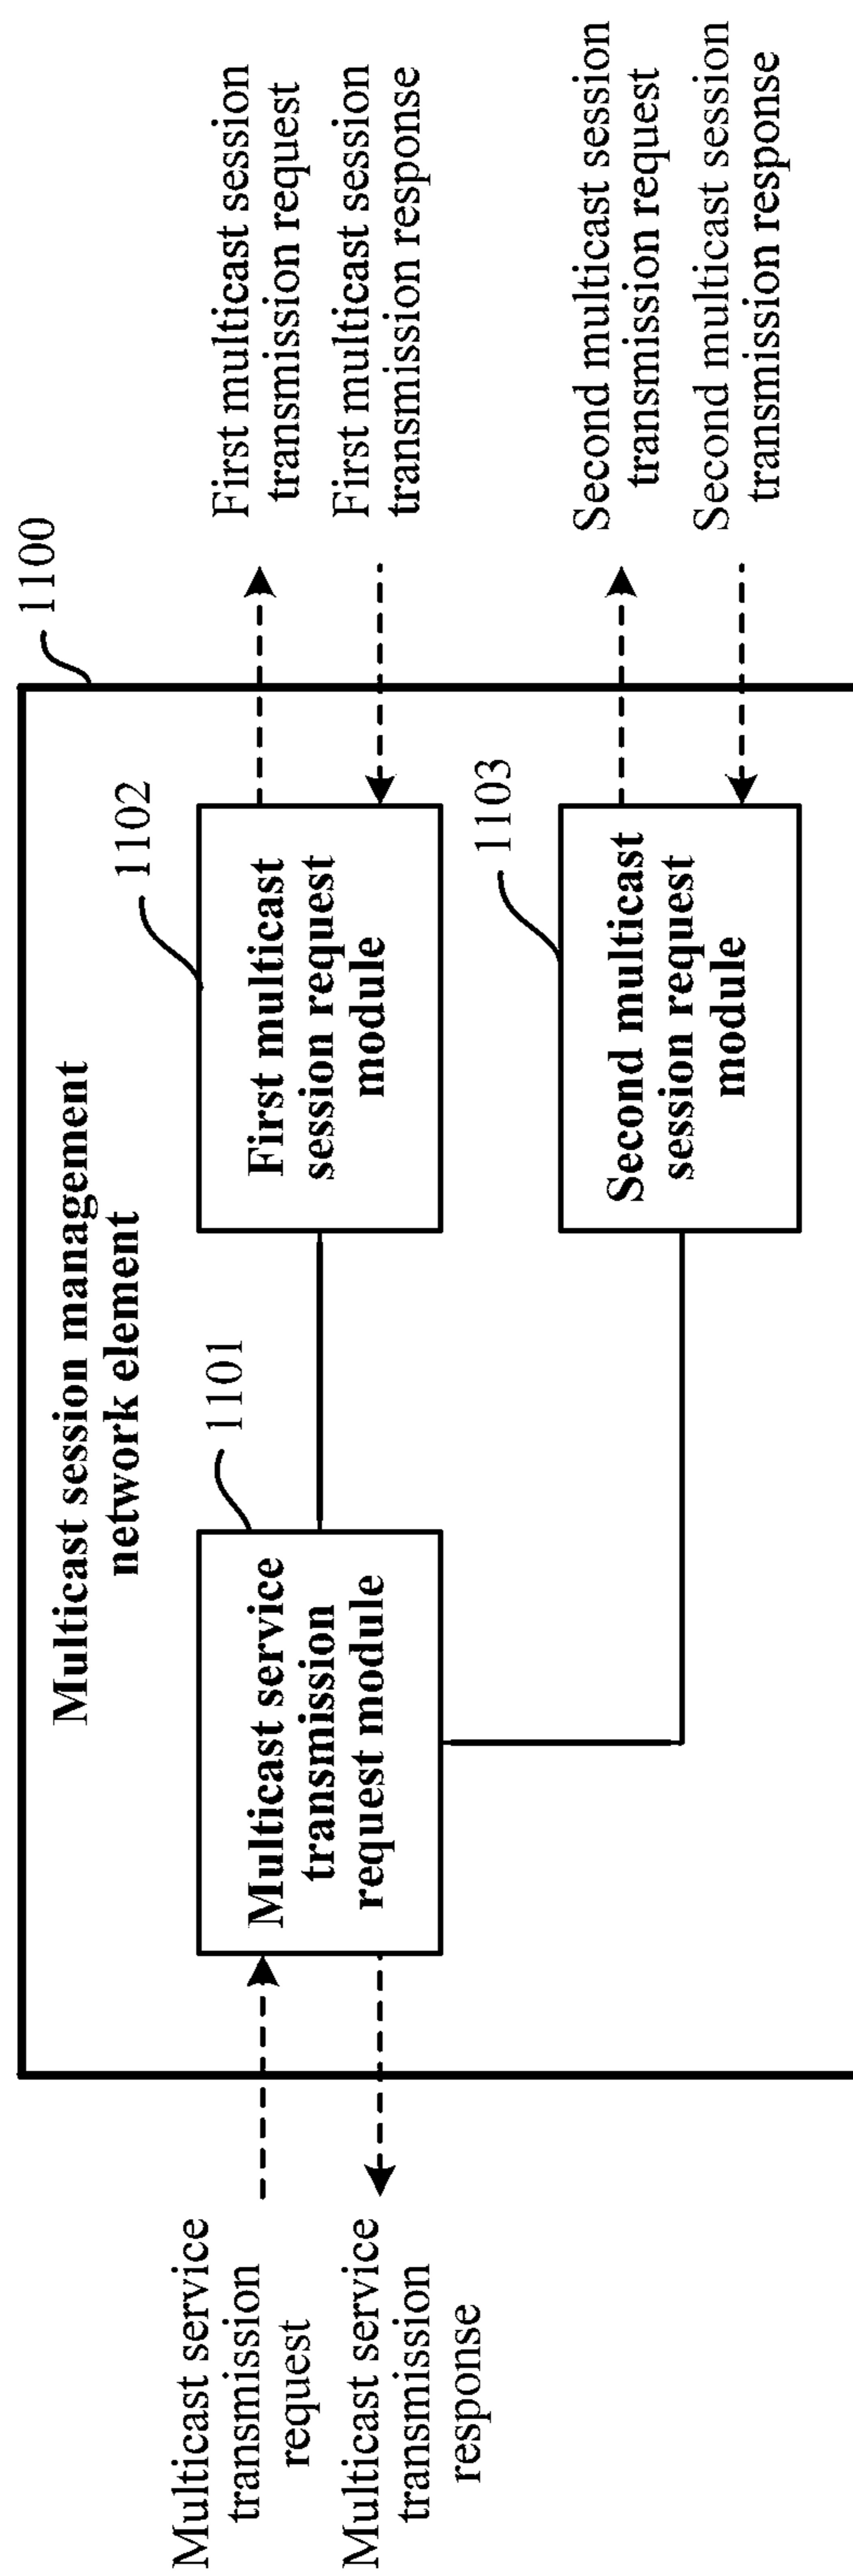 1100
Multicast session management
network element
Multicast service
transmission
request
Multicast service
transmission
response
1101
Multicast service
transmission
request module
1102
First multicast
session request
module
First multicast session
transmission request
First multicast session
transmission response
1103
Second multicast
session request
module
Second multicast session
transmission request
Second multicast session
transmission response